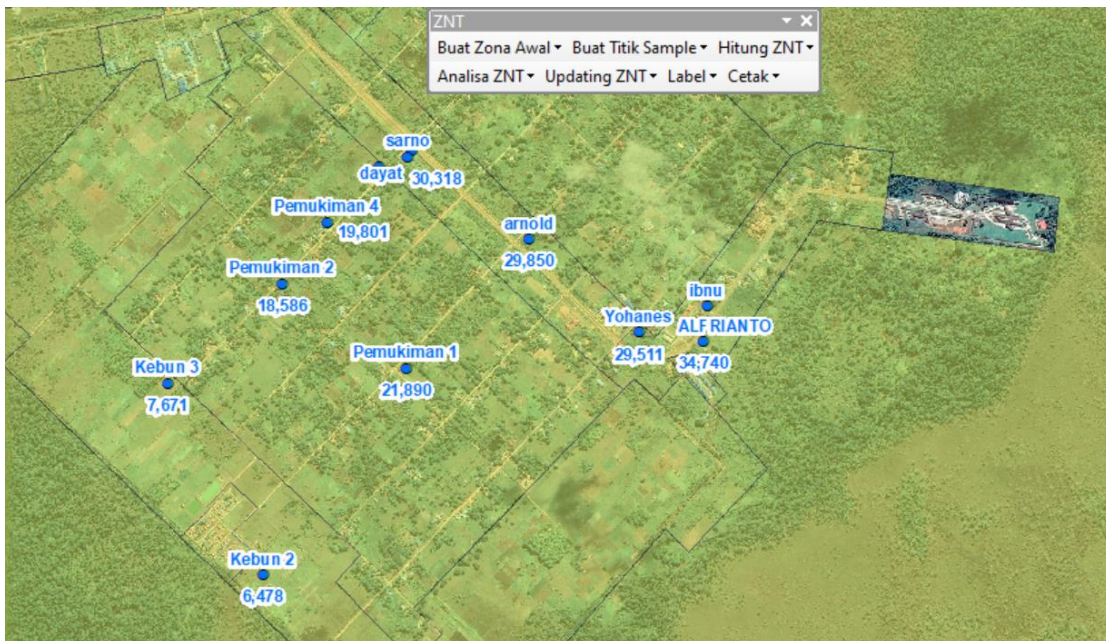 ZNT
Buat Zona Awal Buat Titik Sample Hitung ZNT
Analisa ZNT Updating ZNT Label Cetak
sarno
dayat
30,318
Pemukiman 4
19,801
arnold
29,850
Pemukiman 2
18,586
ibnu
Yohanes
ALFRIANTO
29,511
34,740
Pemukiman 1
21,890
Kebun 3
7,671
Kebun 2
6,478